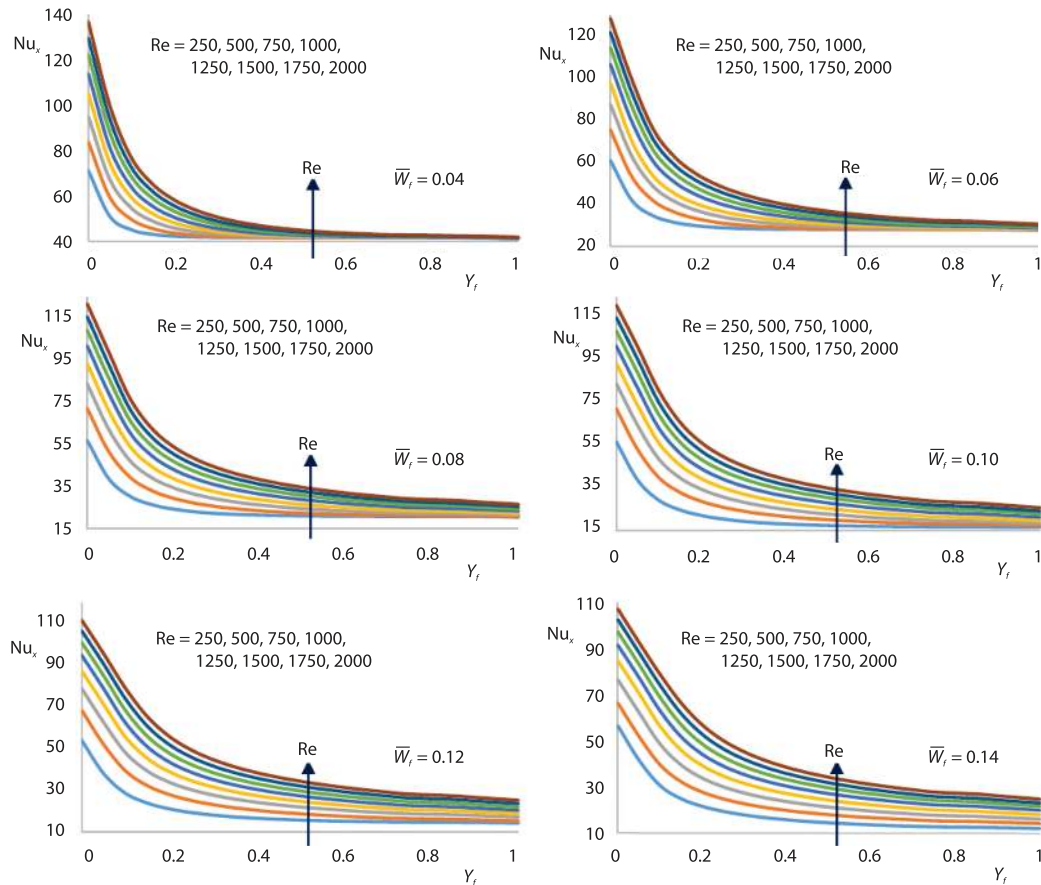 140
Nuₓ
120
100
80
60
40
Re = 250, 500, 750, 1000,
1250, 1500, 1750, 2000
Re
W̅f = 0.04
0 0.2 0.4 0.6 0.8 1
Yf
120
Nuₓ
100
80
60
40
20
Re = 250, 500, 750, 1000,
1250, 1500, 1750, 2000
Re
W̅f = 0.06
0 0.2 0.4 0.6 0.8 1
Yf
115
Nuₓ
95
75
55
35
15
Re = 250, 500, 750, 1000,
1250, 1500, 1750, 2000
Re
W̅f = 0.08
0 0.2 0.4 0.6 0.8 1
Yf
115
Nuₓ
95
75
55
35
15
Re = 250, 500, 750, 1000,
1250, 1500, 1750, 2000
Re
W̅f = 0.10
0 0.2 0.4 0.6 0.8 1
Yf
110
Nuₓ
90
70
50
30
10
Re = 250, 500, 750, 1000,
1250, 1500, 1750, 2000
Re
W̅f = 0.12
0 0.2 0.4 0.6 0.8 1
Yf
110
Nuₓ
90
70
50
30
10
Re = 250, 500, 750, 1000,
1250, 1500, 1750, 2000
Re
W̅f = 0.14
0 0.2 0.4 0.6 0.8 1
Yf